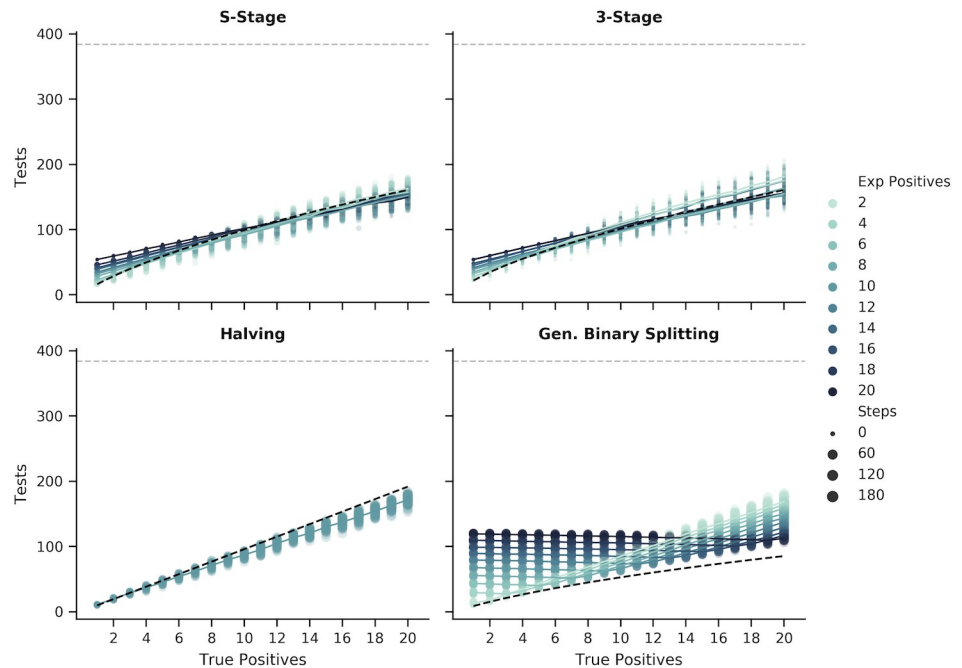 S-Stage
3-Stage
400
300
200
100
0
Tests
Halving
Gen. Binary Splitting
400
300
200
100
0
Tests
2 4 6 8 10 12 14 16 18 20
2 4 6 8 10 12 14 16 18 20
True Positives
True Positives
Exp Positives
2
4
6
8
10
12
14
16
18
20
Steps
0
60
120
180